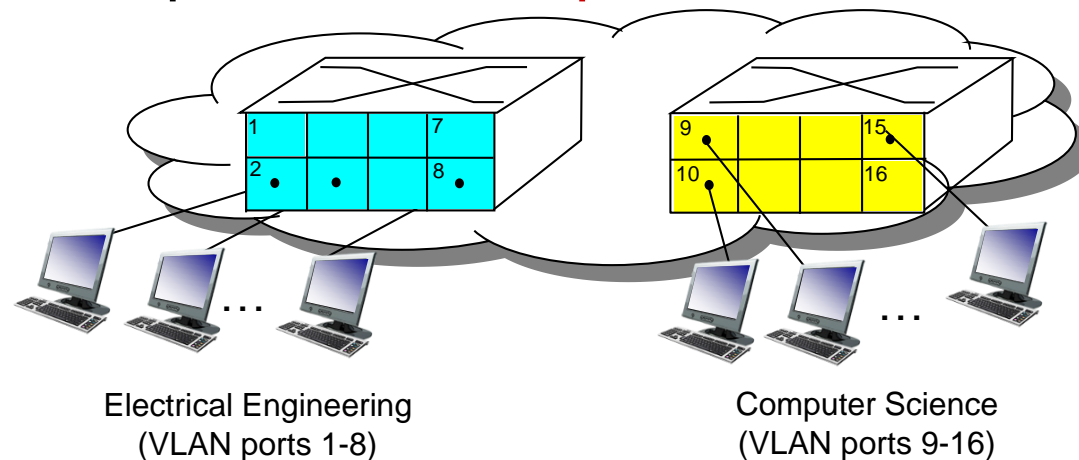 1
7
2
8
9
15
10
16
...
...
Electrical Engineering
(VLAN ports 1-8)
Computer Science
(VLAN ports 9-16)